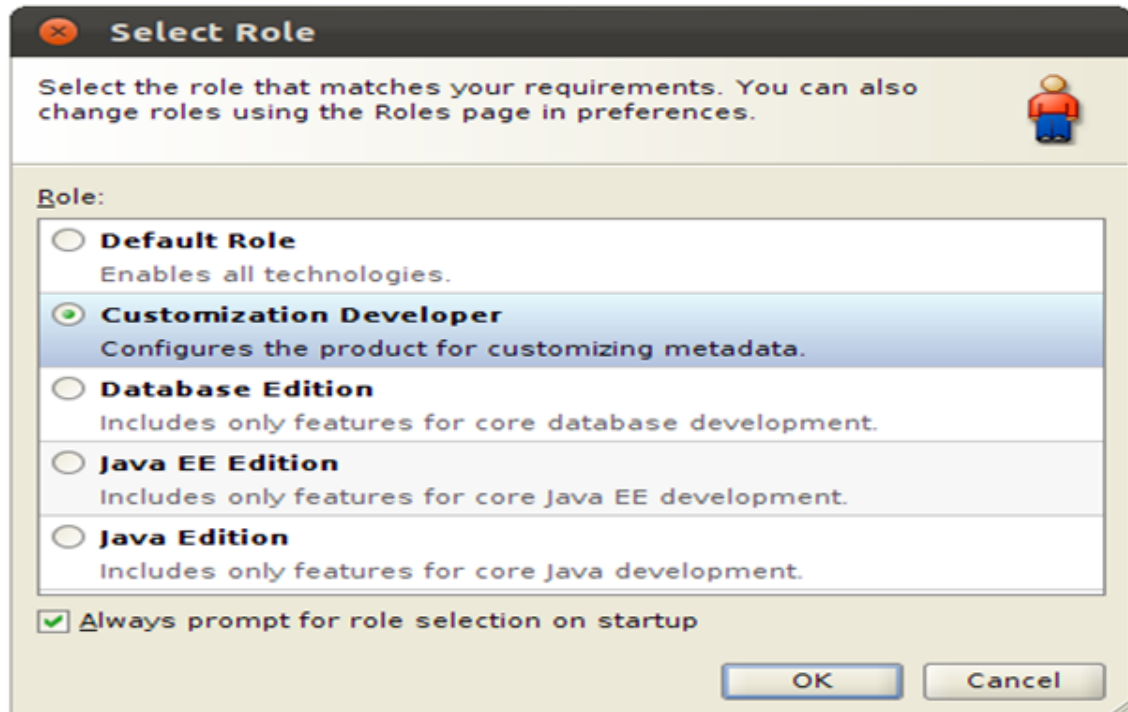 Select Role
Select the role that matches your requirements. You can also
change roles using the Roles page in preferences.
Role:
Default Role
Enables all technologies.
Customization Developer
Configures the product for customizing metadata.
Database Edition
Includes only features for core database development.
Java EE Edition
Includes only features for core Java EE development.
Java Edition
Includes only features for core Java development.
Always prompt for role selection on startup
OK Cancel